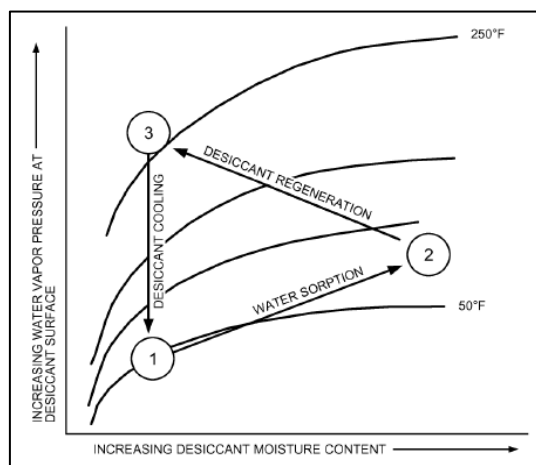 250°F
3
DESICCANT REGENERATION
DESICCANT COOLING
2
WATER SORPTION
50°F
1
INCREASING WATER VAPOR PRESSURE AT
DESICCANT SURFACE
INCREASING DESICCANT MOISTURE CONTENT